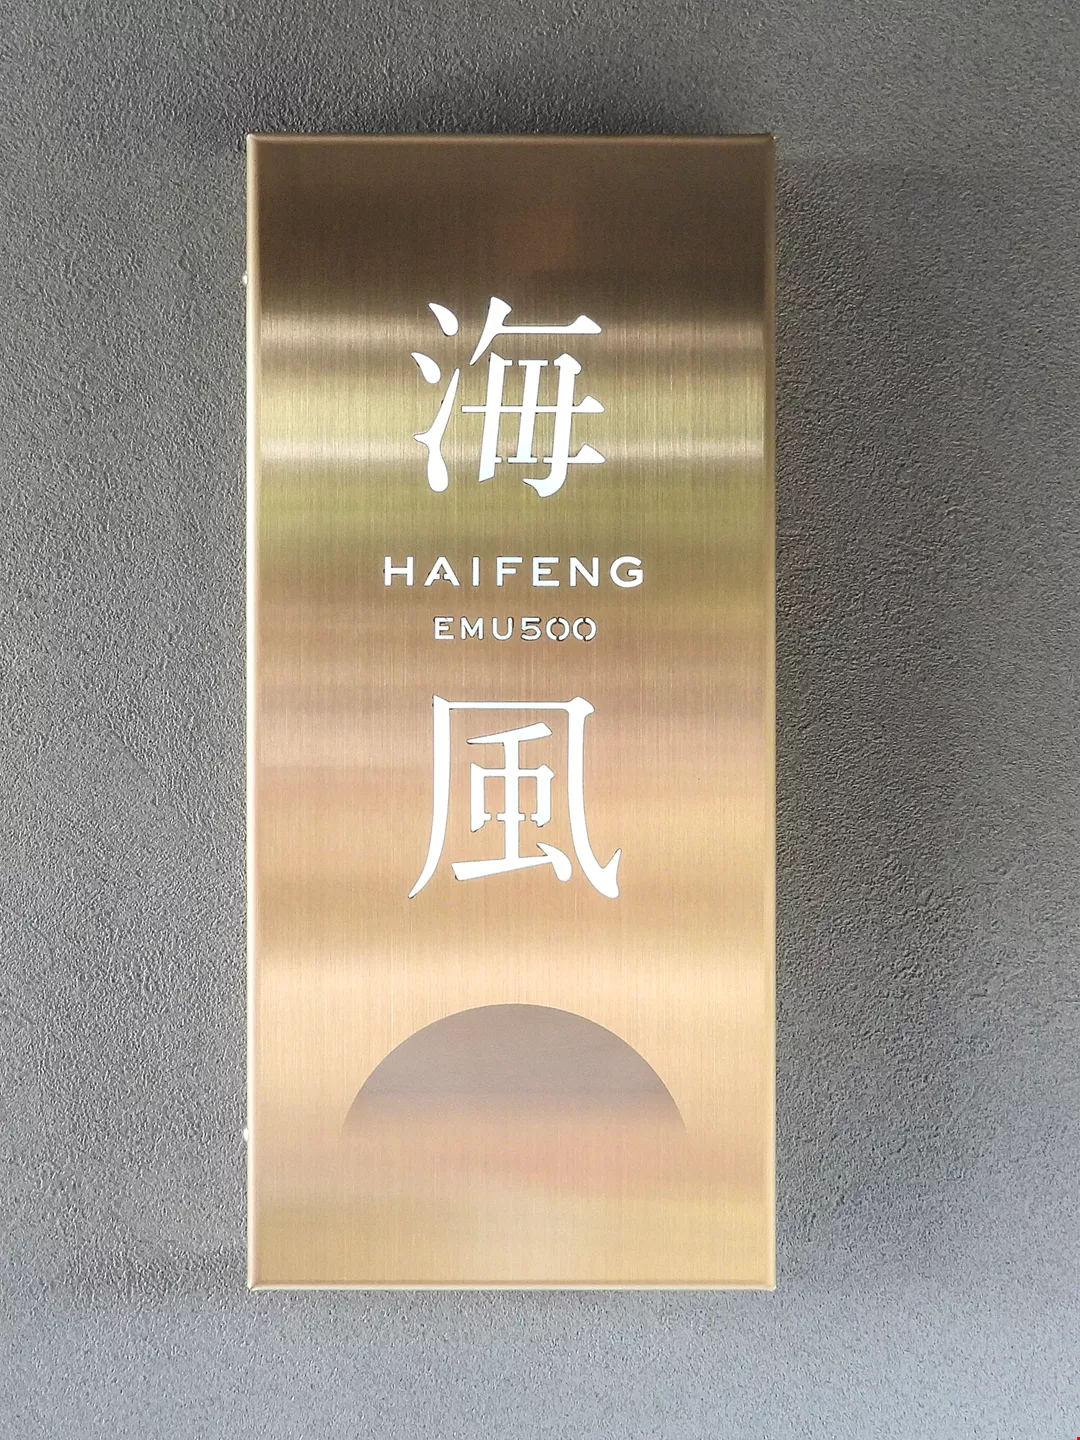 海
HAIFENG
EMU500
風